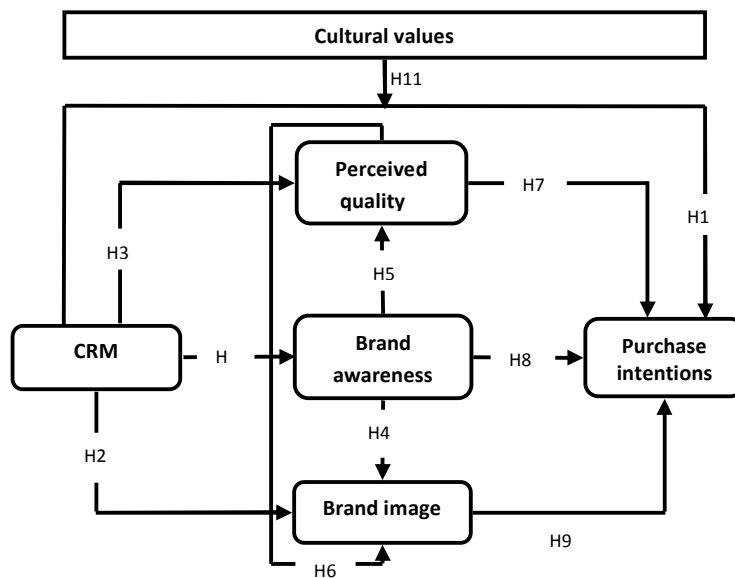 Cultural values
H11
Perceived
quality
H7
H1
H3
H5
CRM
H
Brand
awareness
H8
Purchase
intentions
H4
H2
Brand image
H9
H6